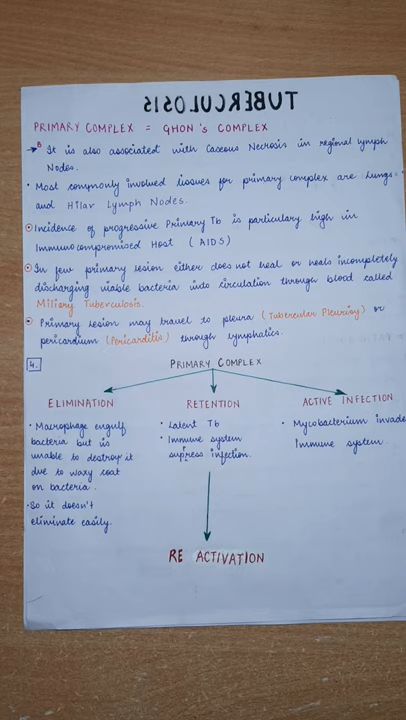 TUBERCULOSIS
PRIMARY COMPLEX = GHON's COMPLEX
It is also associated with Caseous Necrosis in regional lymph
Nodes.
• Most commonly involved tissues for primary complex are Lungs
and Hilar Lymph Nodes.
Incidence of progressive Primary Tb is particulary high in
Immunocompromised Host (AIDS)
In few primary lesion either does not heal or heals incompletely
discharging viable bacteria into circulation through blood called
Miliary Tuberculosis.
Primary lesion may travel to pleura (Tubercular Pleurisy) or
pericardium (Pericarditis) through lymphatics.
4. PRIMARY COMPLEX
ELIMINATION
• Macrophage engulf
bacteria but is
unable to destroy it
due to waxy coat
on bacteria.
• So it doesn't
eliminate easily.
RETENTION
• Latent Tb
• Immune system
supress infection.
RE ACTIVATION
ACTIVE INFECTION
• Mycobacterium invade
Immune system.